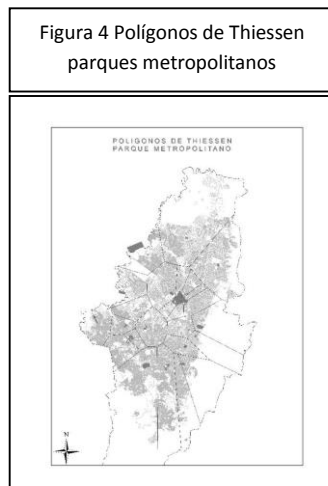 Figura 4 Polígonos de Thiessen
parques metropolitanos
POLIGONOS DE THIESSEN
PARQUE METROPOLITANO
N